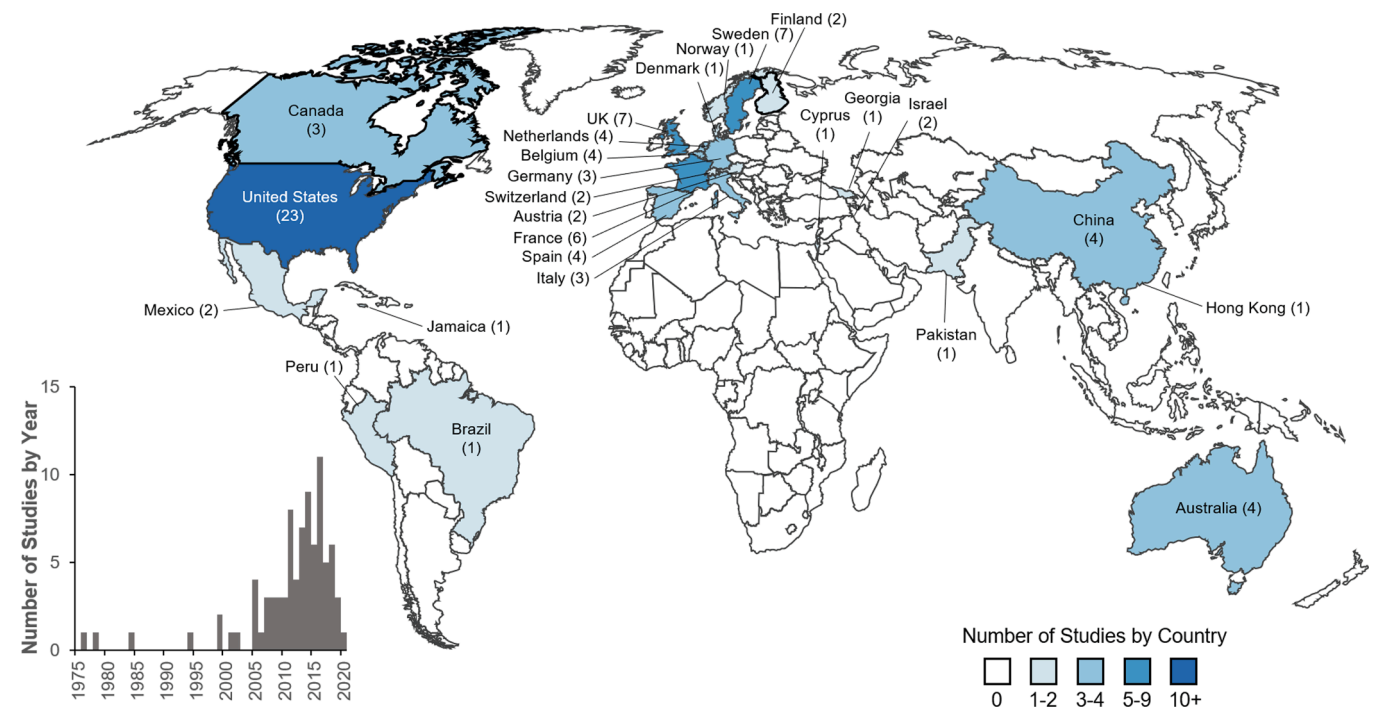 Finland (2)
Sweden (7)
Norway (1)
Denmark (1)
Canada
(3)
UK (7)
Netherlands (4)
Belgium (4)
Germany (3)
Switzerland (2)
Austria (2)
France (6)
Spain (4)
Italy (3)
Georgia
(1)
Cyprus
(1)
Israel
(2)
United States
(23)
China
(4)
Mexico (2)
Jamaica (1)
Pakistan
(1)
Hong Kong (1)
Peru (1)
Brazil
(1)
Australia (4)
Number of Studies by Year
15
10
5
0
1975
1980
1985
1990
1995
2000
2005
2010
2015
2020
Number of Studies by Country
0
1-2
3-4
5-9
10+